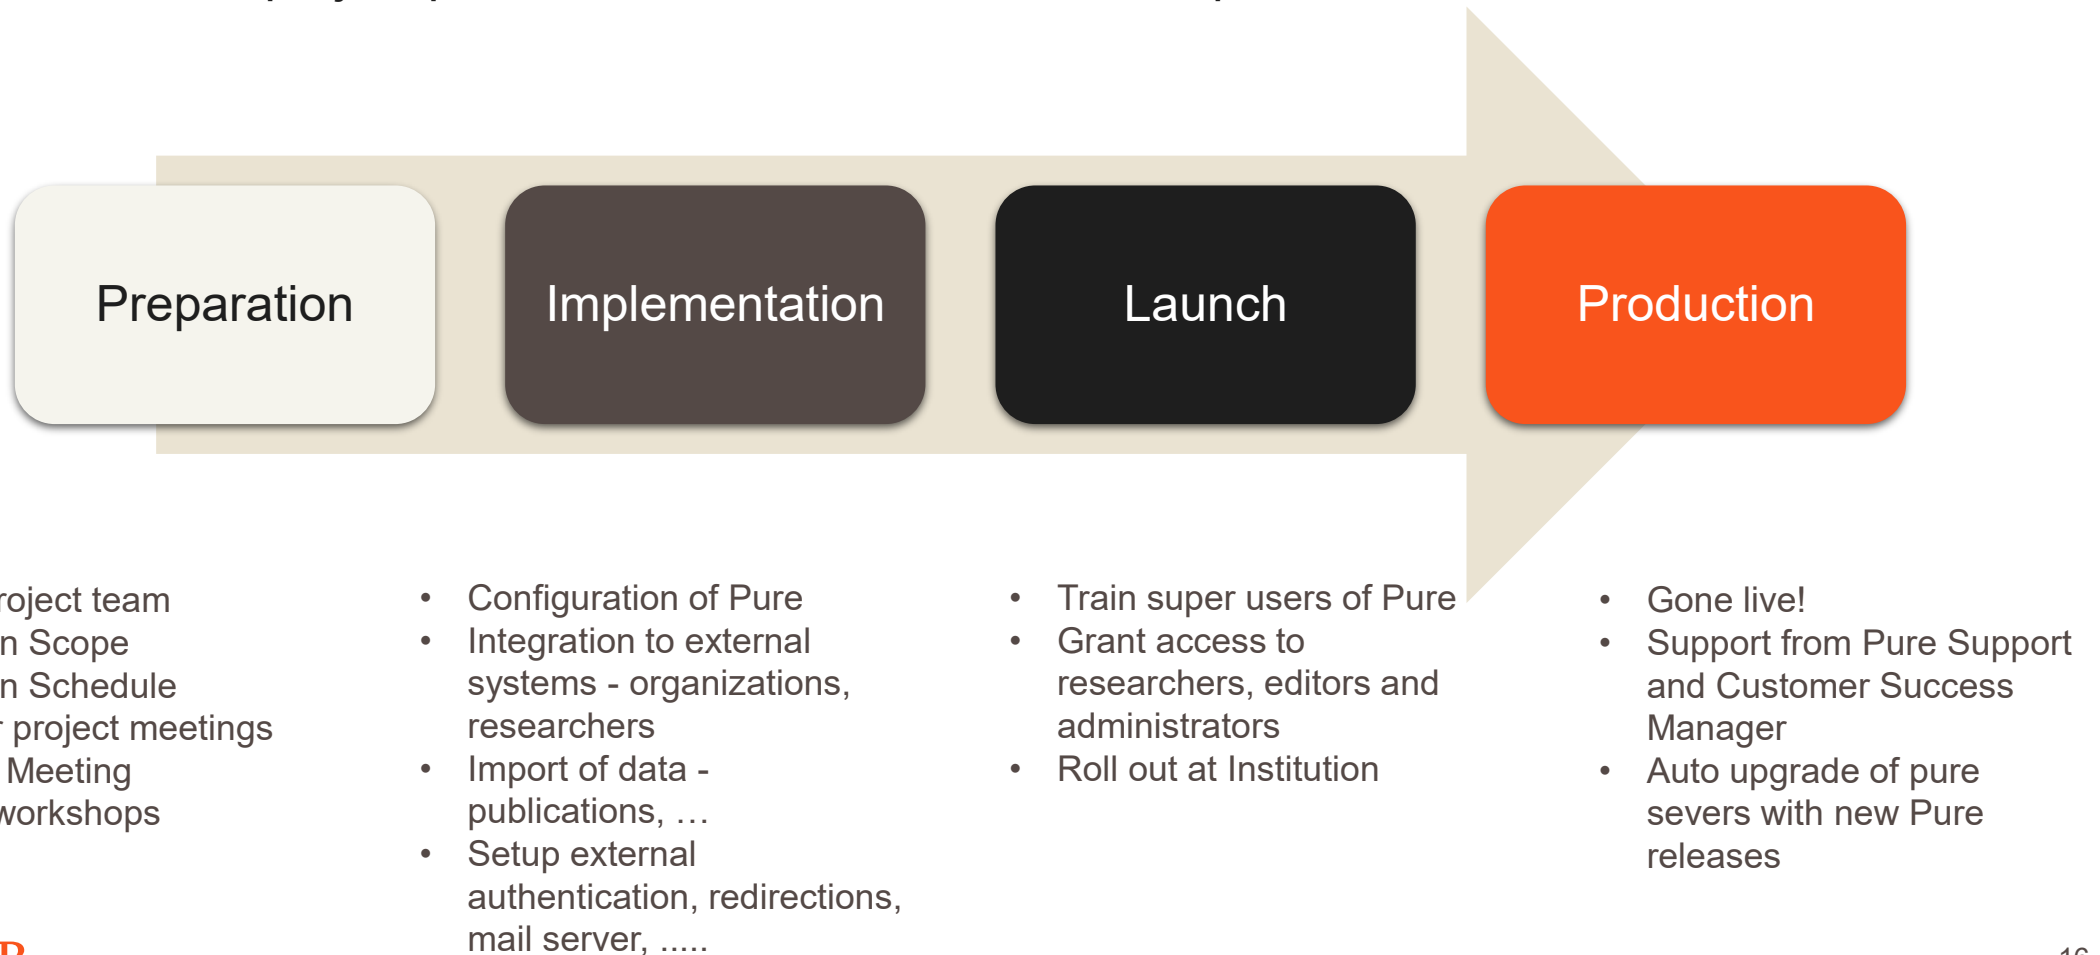 Preparation
Implementation
Launch
Production
roject team
n Scope
n Schedule
r project meetings
Meeting
workshops
• Configuration of Pure
• Integration to external
systems - organizations,
researchers
• Import of data -
publications, …
• Setup external
authentication, redirections,
mail server, .....
• Train super users of Pure
• Grant access to
researchers, editors and
administrators
• Roll out at Institution
• Gone live!
• Support from Pure Support
and Customer Success
Manager
• Auto upgrade of pure
severs with new Pure
releases
R
16